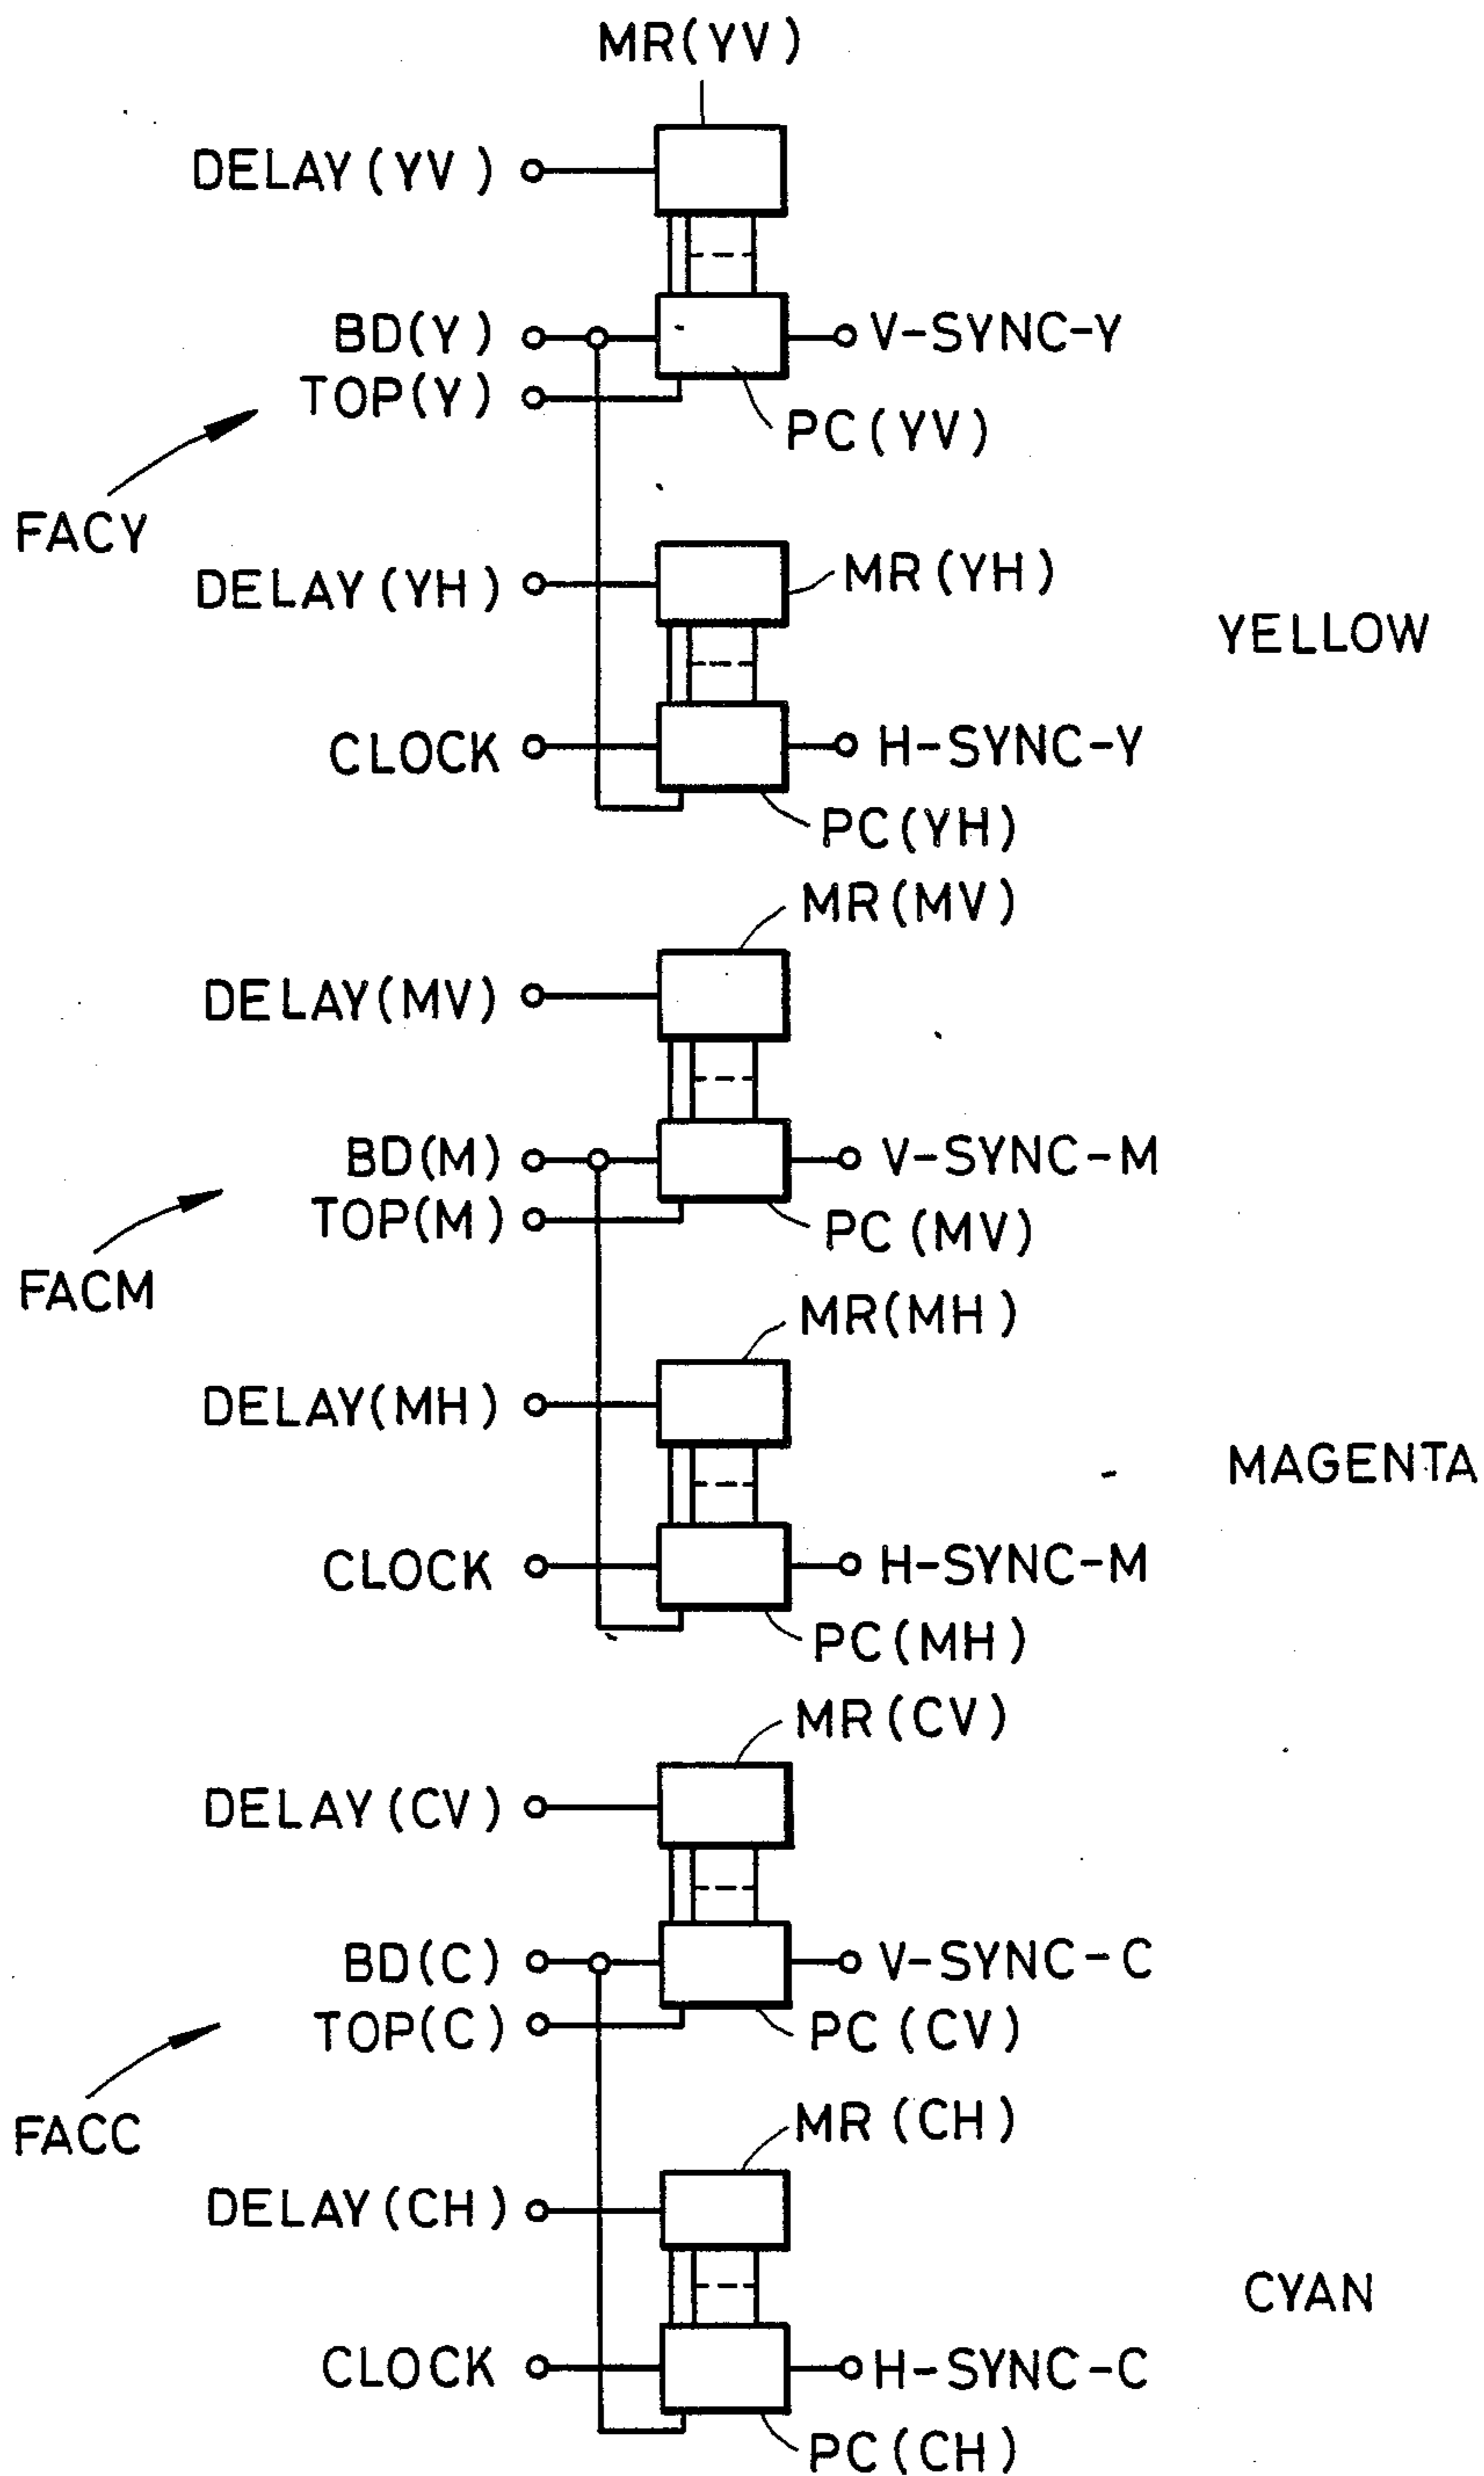 MR(YV)
DELAY(YV)
BD(Y)
V-SYNC-Y
TOP(Y)
PC(YV)
FACY
DELAY(YH)
MR(YH)
YELLOW
CLOCK
H-SYNC-Y
PC(YH)
MR(MV)
DELAY(MV)
BD(M)
V-SYNC-M
TOP(M)
PC(MV)
FACM
MR(MH)
DELAY(MH)
MAGENTA
CLOCK
H-SYNC-M
PC(MH)
MR(CV)
DELAY(CV)
BD(C)
V-SYNC-C
TOP(C)
PC(CV)
FACC
MR(CH)
DELAY(CH)
CYAN
CLOCK
H-SYNC-C
PC(CH)